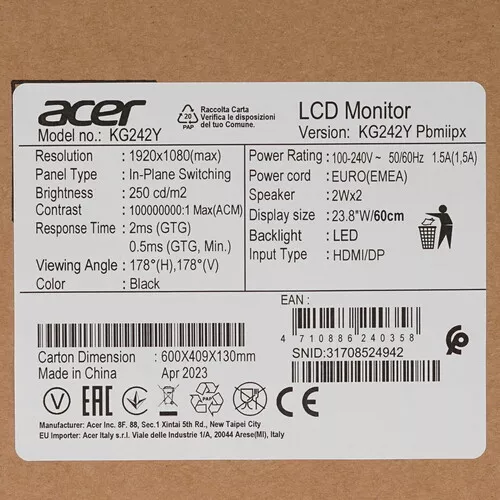 acer
Model no.: KG242Y
20
PAP
Raccolta Carta
Verifica le disposizioni
del tuo Comune.
LCD Monitor
Version: KG242Y Pbmiipx
Resolution : 1920x1080(max)
Panel Type : In-Plane Switching
Brightness : 250 cd/m2
Contrast : 100000000:1 Max(ACM)
Response Time : 2ms (GTG)
0.5ms (GTG, Min.)
Viewing Angle : 178°(H),178°(V)
Color : Black
Power Rating : 100-240V~ 50/60Hz 1.5A(1,5A)
Power cord : EURO(EMEA)
Speaker : 2Wx2
Display size : 23.8"W/60cm
Backlight : LED
Input Type : HDMI/DP
EAN :
4 710886 240358
SNID:31708524942
Carton Dimension : 600X409X130mm
Made in China Apr 2023
V EAC CE
Manufacturer: Acer Inc. 8F. 88, Sec.1 Xintai 5th Rd., New Taipei City
EU Importer: Acer Italy s.r.l. Viale delle Industrie 1/A, 20044 Arese(MI), Italy